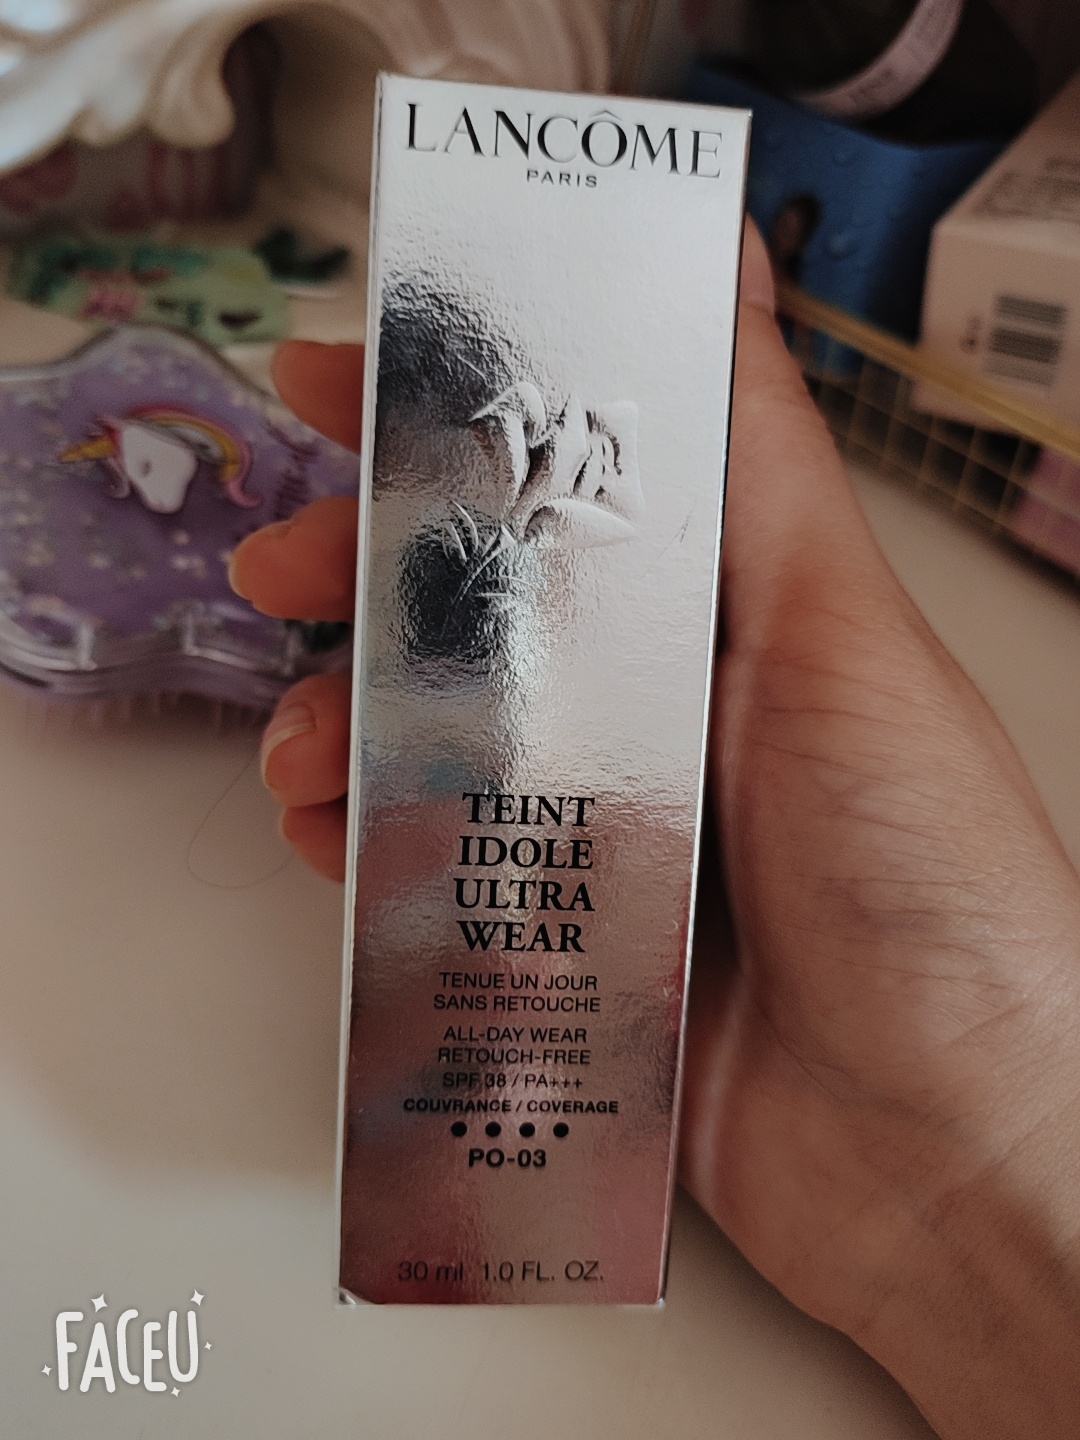 LANCÔME
PARIS
TEINT
IDOLE
ULTRA
WEAR
TENUE UN JOUR
SANS RETOUCHE
ALL-DAY WEAR
RETOUCH-FREE
SPF 38 / PA+++
COUVRANCE / COVERAGE
PO-03
30 ml 1.0 FL. OZ.
FACEU